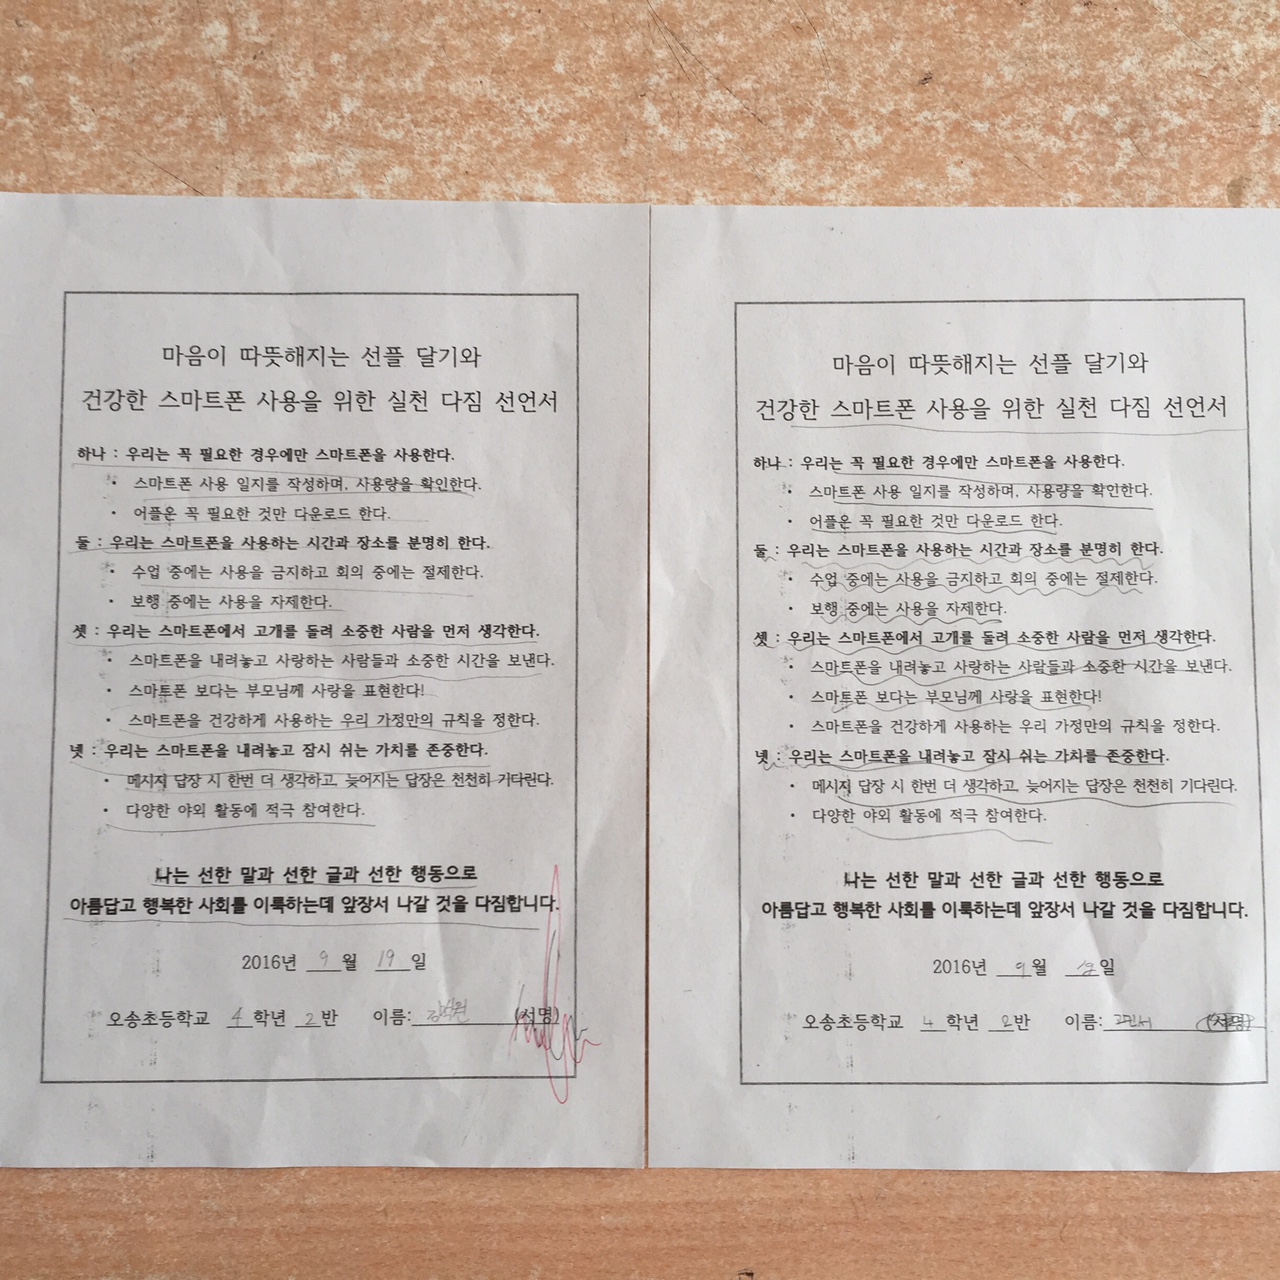 마음이 따뜻해지는 선플 달기와
건강한 스마트폰 사용을 위한 실천 다짐 선언서
하나 : 우리는 꼭 필요한 경우에만 스마트폰을 사용한다.
• 스마트폰 사용 일지를 작성하며, 사용량을 확인한다.
• 어플은 꼭 필요한 것만 다운로드 한다.
둘 : 우리는 스마트폰을 사용하는 시간과 장소를 분명히 한다.
• 수업 중에는 사용을 금지하고 회의 중에는 절제한다.
• 보행 중에는 사용을 자제한다.
셋 : 우리는 스마트폰에서 고개를 돌려 소중한 사람을 먼저 생각한다.
• 스마트폰을 내려놓고 사랑하는 사람들과 소중한 시간을 보낸다.
• 스마트폰 보다는 부모님께 사랑을 표현한다!
• 스마트폰을 건강하게 사용하는 우리 가정만의 규칙을 정한다.
넷 : 우리는 스마트폰을 내려놓고 잠시 쉬는 가치를 존중한다.
• 메시지 답장 시 한번 더 생각하고, 늦어지는 답장은 천천히 기다린다.
• 다양한 야외 활동에 적극 참여한다.
나는 선한 말과 선한 글과 선한 행동으로
아름답고 행복한 사회를 이룩하는데 앞장서 나갈 것을 다짐합니다.
2016년 9월 19일
오송초등학교 4학년 2반 이름: (서명)
마음이 따뜻해지는 선플 달기와
건강한 스마트폰 사용을 위한 실천 다짐 선언서
하나 : 우리는 꼭 필요한 경우에만 스마트폰을 사용한다.
• 스마트폰 사용 일지를 작성하며, 사용량을 확인한다.
• 어플은 꼭 필요한 것만 다운로드 한다.
둘 : 우리는 스마트폰을 사용하는 시간과 장소를 분명히 한다.
• 수업 중에는 사용을 금지하고 회의 중에는 절제한다.
• 보행 중에는 사용을 자제한다.
셋 : 우리는 스마트폰에서 고개를 돌려 소중한 사람을 먼저 생각한다.
• 스마트폰을 내려놓고 사랑하는 사람들과 소중한 시간을 보낸다.
• 스마트폰 보다는 부모님께 사랑을 표현한다!
• 스마트폰을 건강하게 사용하는 우리 가정만의 규칙을 정한다.
넷 : 우리는 스마트폰을 내려놓고 잠시 쉬는 가치를 존중한다.
• 메시지 답장 시 한번 더 생각하고, 늦어지는 답장은 천천히 기다린다.
• 다양한 야외 활동에 적극 참여한다.
나는 선한 말과 선한 글과 선한 행동으로
아름답고 행복한 사회를 이룩하는데 앞장서 나갈 것을 다짐합니다.
2016년 9월 19일
오송초등학교 4학년 2반 이름: 고민서 (서명)